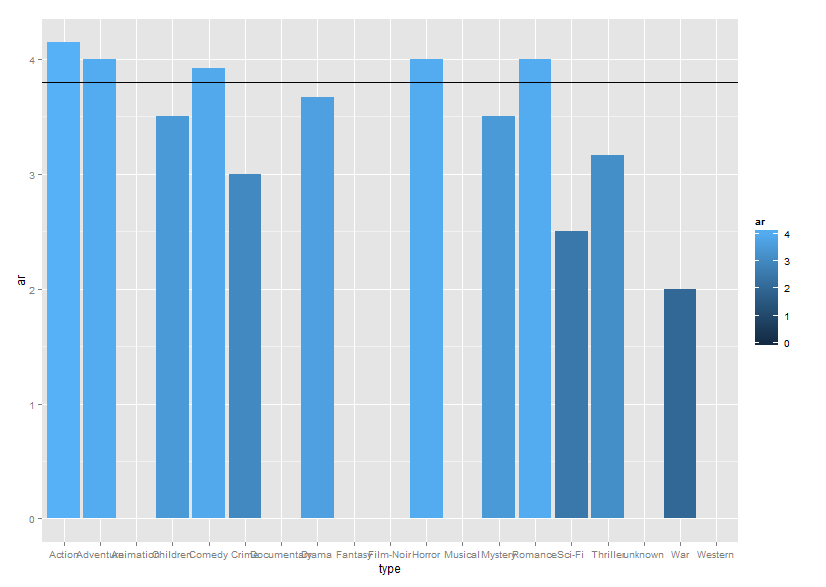 4
3
2
1
0
ar
Action Adventure Animation Children Comedy Crime Documentary Drama Fantasy Film-Noir Horror Musical Mystery Romance Sci-Fi Thriller unknown War Western
type
ar
4
3
2
1
0